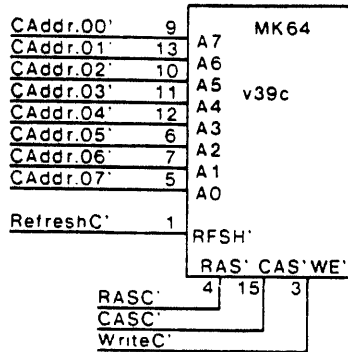 CAddr.00' 9 A7 MK64
CAddr.01' 13 A6
CAddr.02' 10 A5 v39c
CAddr.03' 11 A4
CAddr.04' 12 A3
CAddr.05' 6 A2
CAddr.06' 7 A1
CAddr.07' 5 A0
RefreshC' 1 RFSH'
RAS' CAS' WE'
RASC' 4 15 3
CASC'
WriteC'